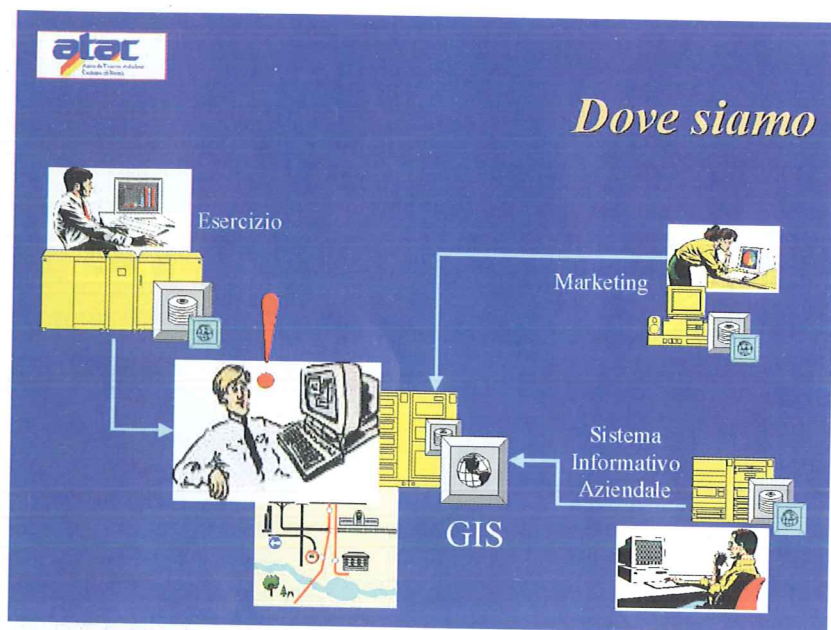 atac
Dove siamo
Esercizio
Marketing
Sistema
Informativo
Aziendale
GIS